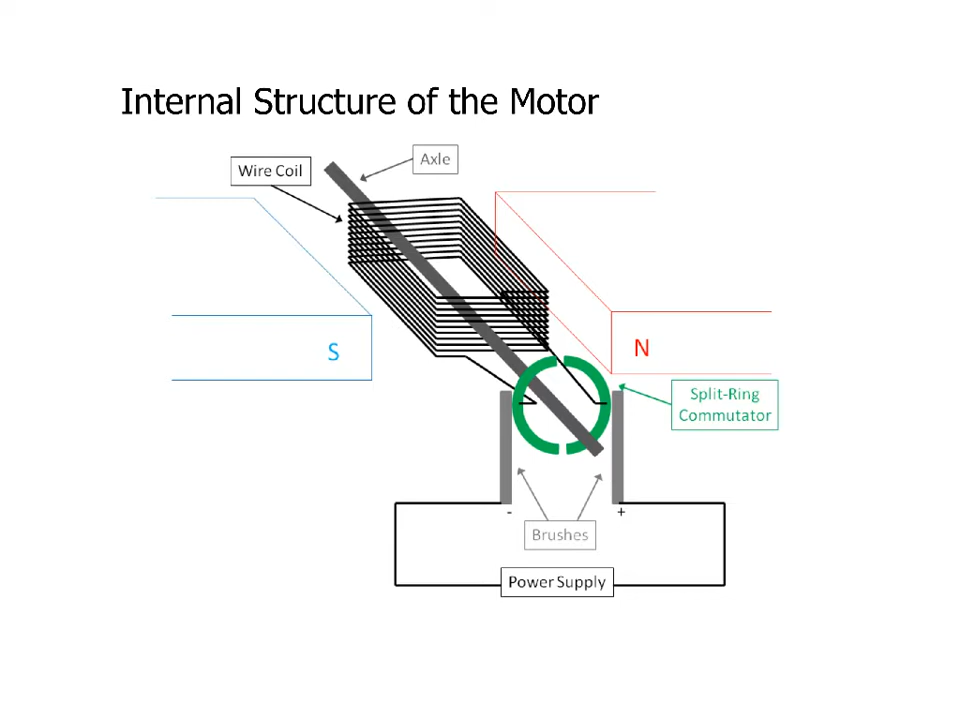 Internal Structure of the Motor
Axle
Wire Coil
S
N
Split-Ring
Commutator
- +
Brushes
Power Supply